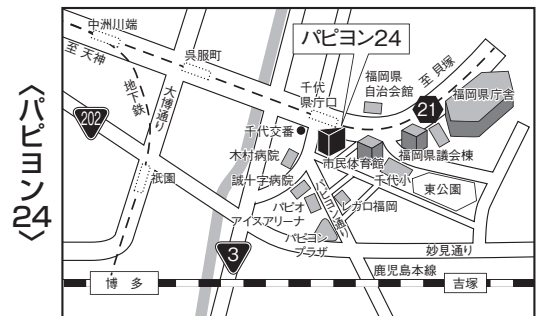 〈パピヨン24〉
中洲川端
至 天神
呉服町
パピヨン24
地下鉄
大博通り
千代
県庁口
福岡県
自治会館
至 貝塚
21
福岡県庁舎
202
千代交番
木村病院
市民体育館
福岡県議会棟
祇園
誠十字病院
千代小
東公園
パピオ
アイスアリーナ
パピヨン通り
レガロ福岡
パピヨン
プラザ
妙見通り
3
鹿児島本線
博多
吉塚